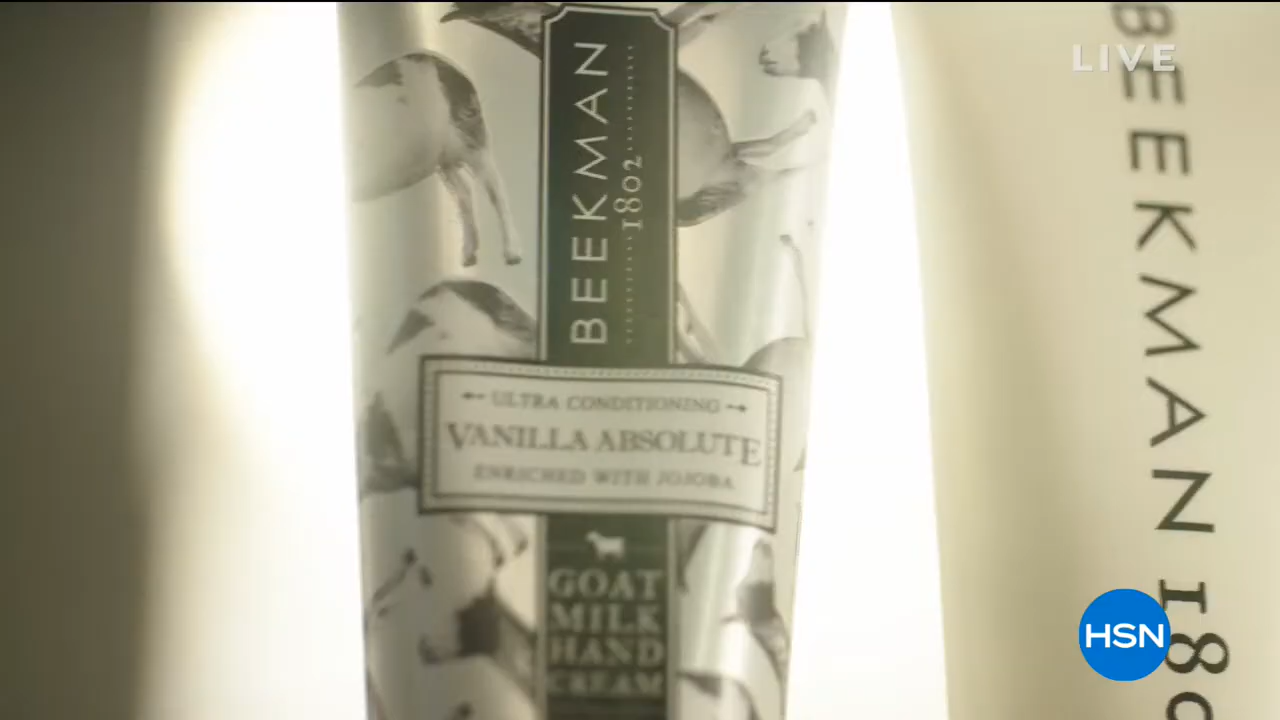 BEEKMAN
1802
ULTRA CONDITIONING
VANILLA ABSOLUTE
ENRICHED WITH JOJOBA
GOAT
MILK
HAND
CREAM
BEEKMAN 180
LIVE
HSN